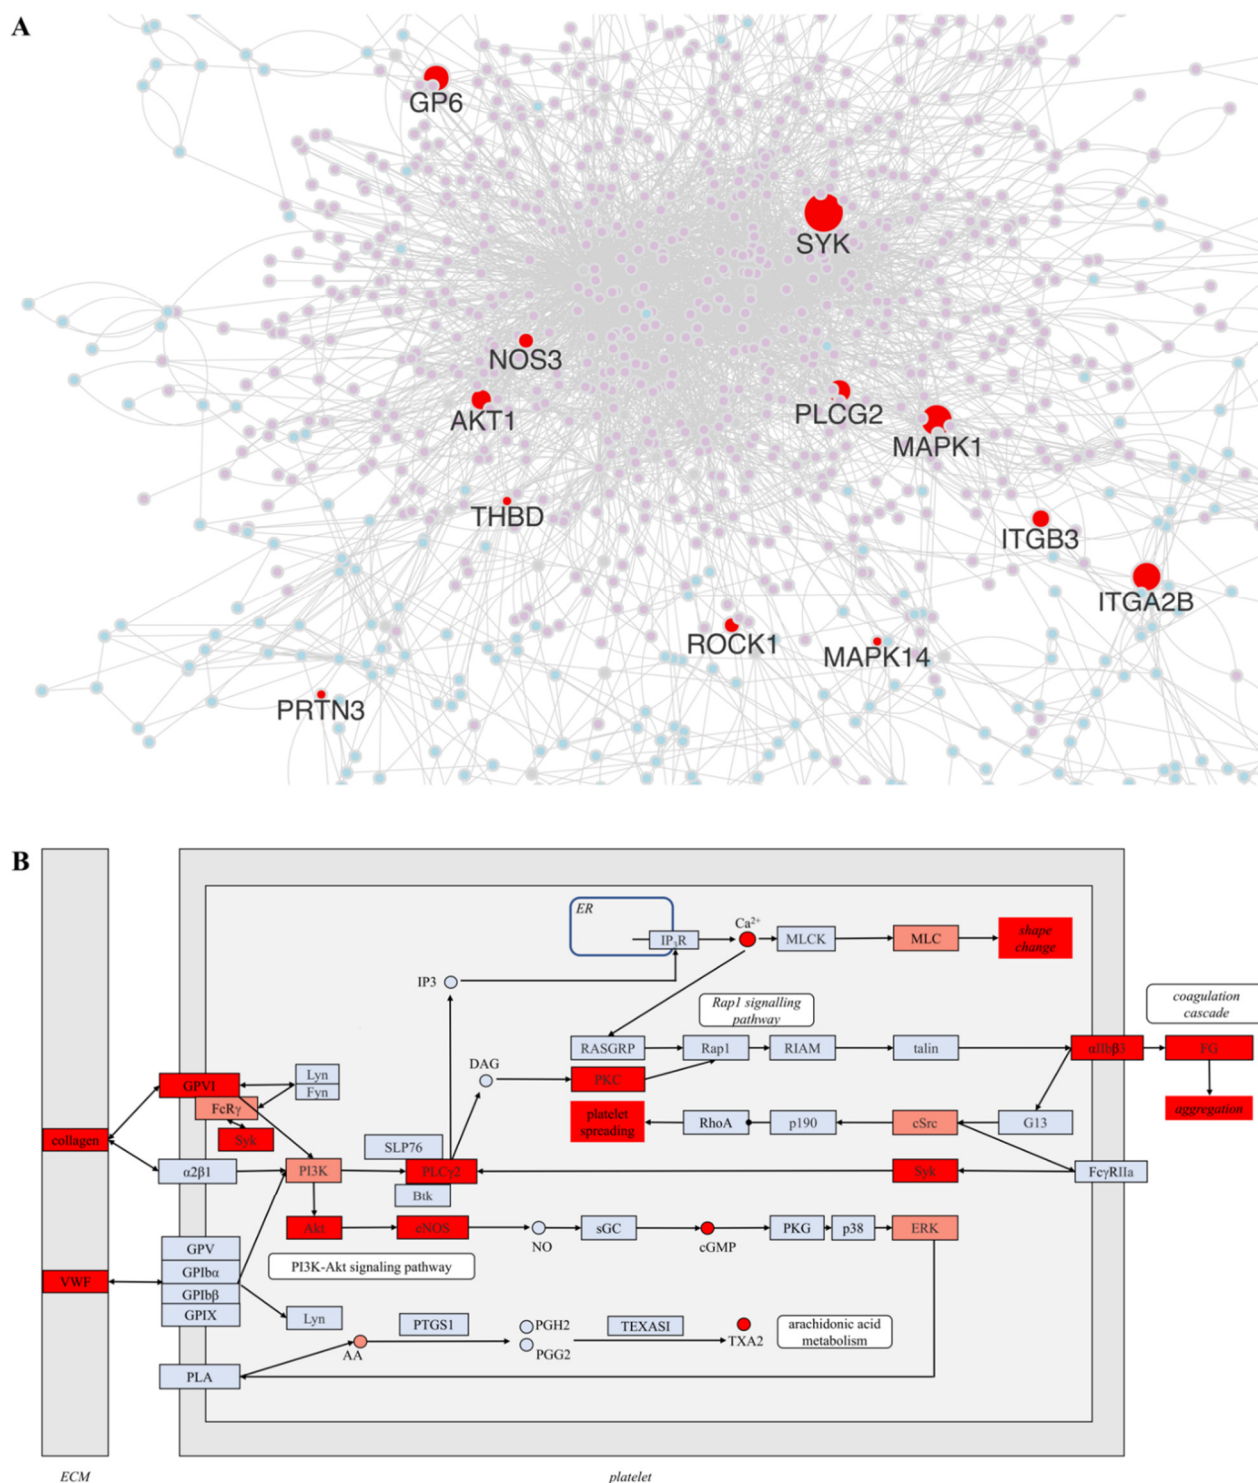 A
GP6
SYK
NOS3
AKT1
PLCG2
MAPK1
THBD
ITGB3
ITGA2B
ROCK1
MAPK14
PRTN3
B
ER
Ca²⁺
IP₃R
MLCK
MLC
shape
change
IP3
Rap1 signalling
pathway
coagulation
cascade
RASGRP
Rap1
RIAM
talin
αIIbβ3
FG
DAG
PKC
GPVI
Lyn
Fyn
FcRγ
Syk
collagen
platelet
spreading
RhoA
p190
cSrc
G13
aggregation
SLP76
α2β1
PI3K
PLCγ2
Btk
Syk
FcγRIIa
Akt
eNOS
NO
sGC
cGMP
PKG
p38
ERK
GPV
GPIbα
GPIbβ
GPIX
VWF
PI3K-Akt signaling pathway
Lyn
PTGS1
PGH2
PGG2
TEXASI
TXA2
arachidonic acid
metabolism
AA
PLA
ECM
platelet